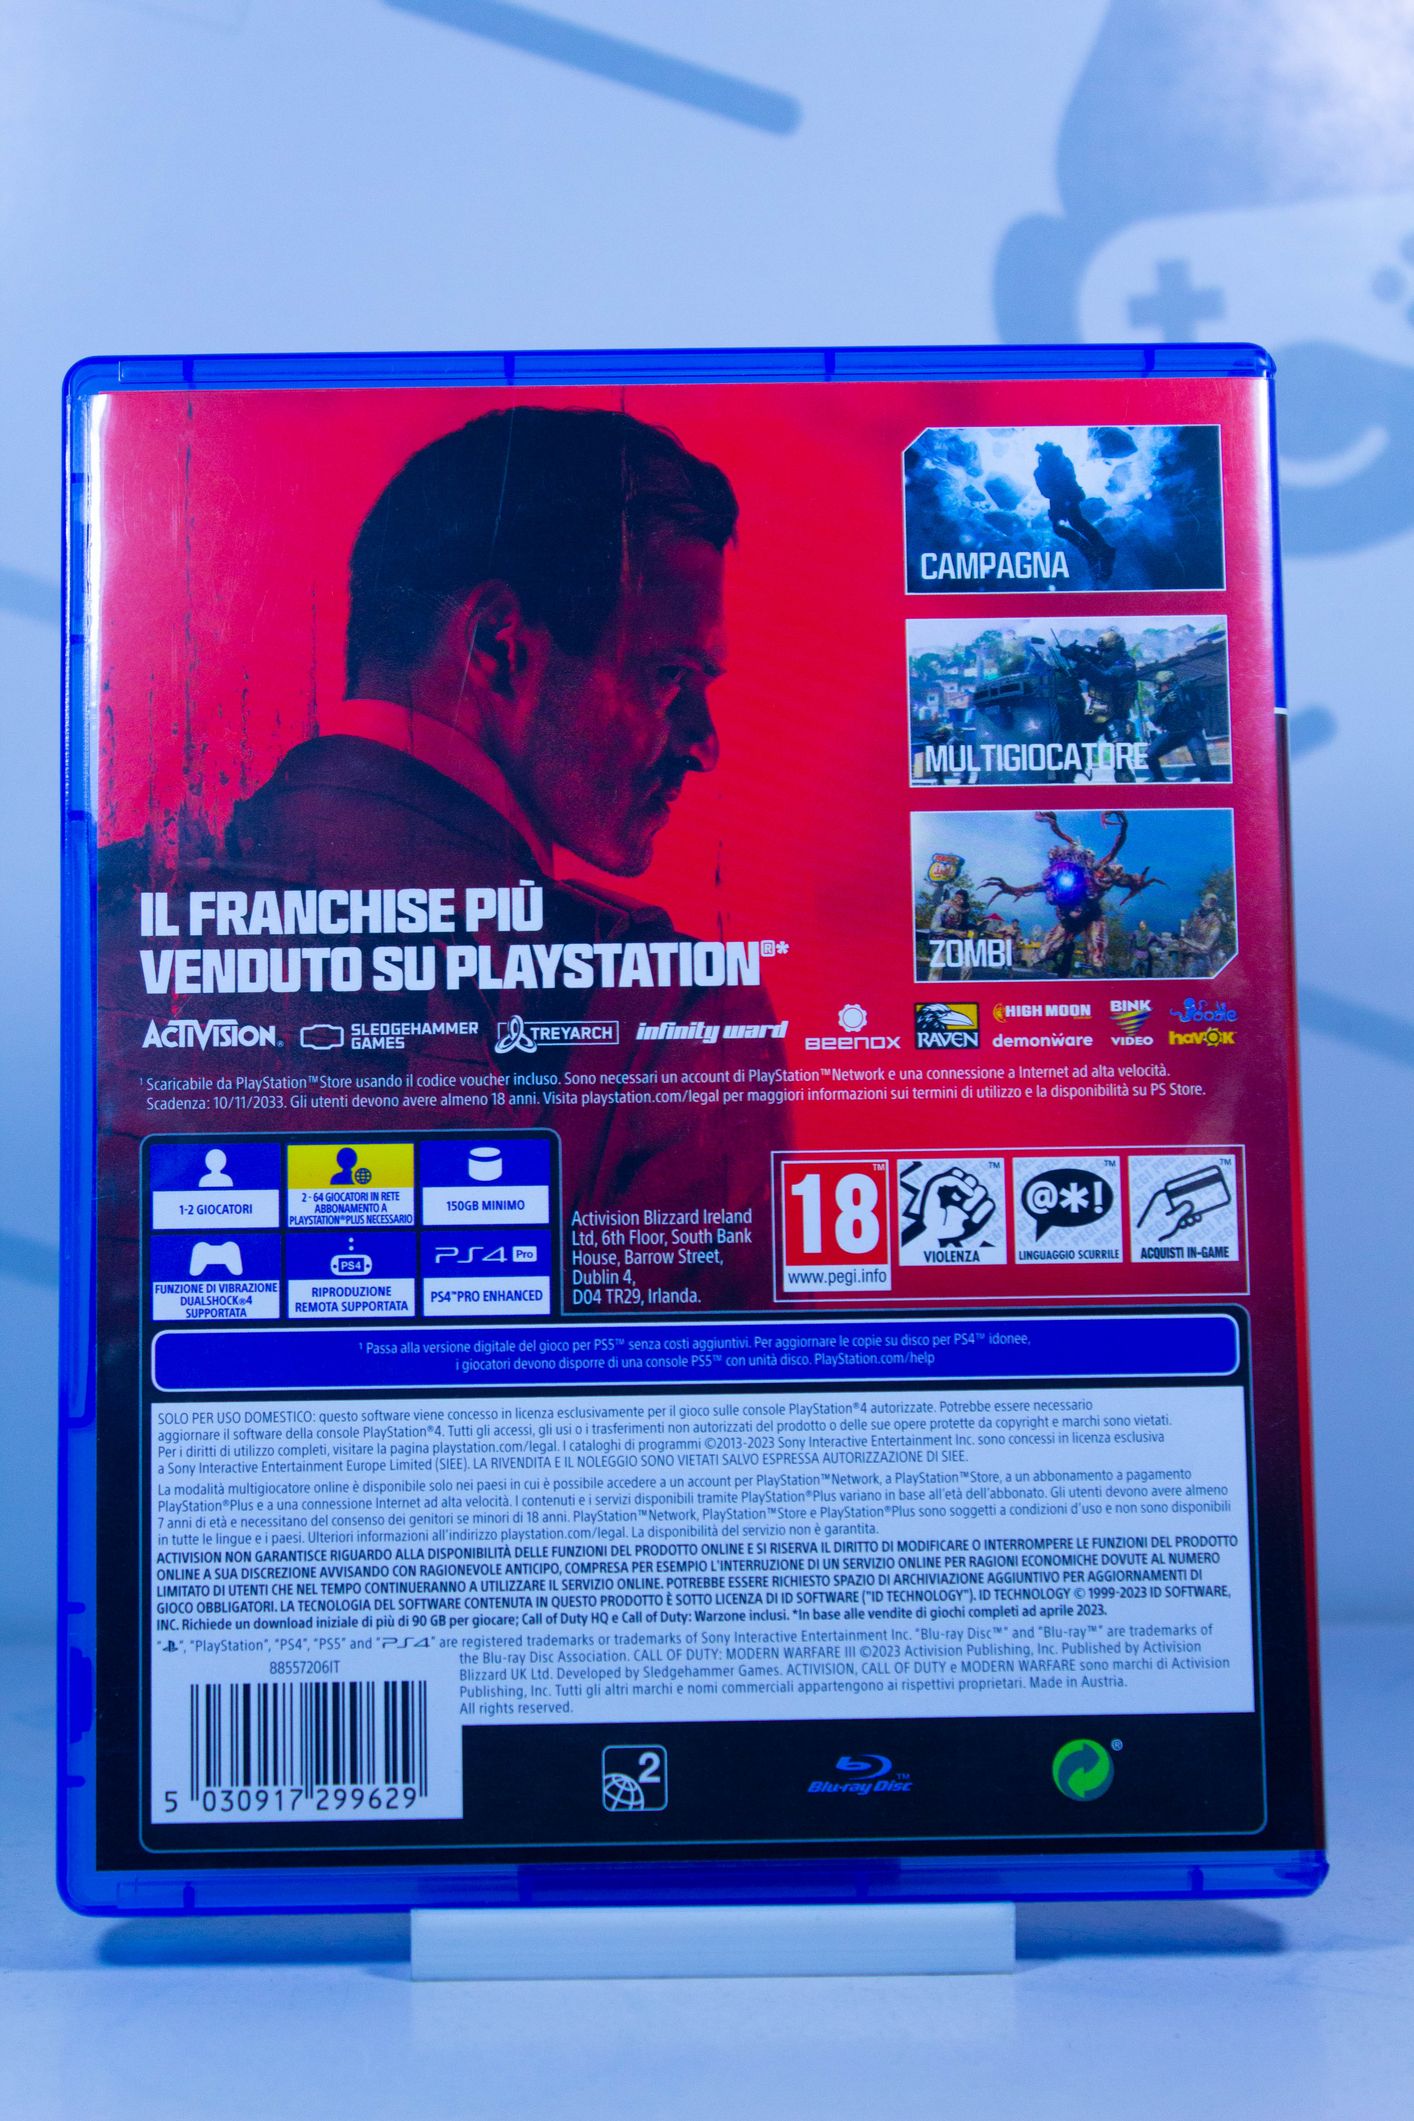 CAMPAGNA
MULTIGIOCATORE
ZOMBI
IL FRANCHISE PIÙ
VENDUTO SU PLAYSTATION®*
ACTIVISION®
SLEDGEHAMMER
GAMES
TREYARCH
infinity ward
BEENOX
RAVEN
HIGH MOON
demonware
BINK
VIDEO
oodle
havok
¹ Scaricabile da PlayStation™Store usando il codice voucher incluso. Sono necessari un account di PlayStation™Network e una connessione a Internet ad alta velocità.
Scadenza: 10/11/2033. Gli utenti devono avere almeno 18 anni. Visita playstation.com/legal per maggiori informazioni sui termini di utilizzo e la disponibilità su PS Store.
1-2 GIOCATORI
2 - 64 GIOCATORI IN RETE
ABBONAMENTO A
PLAYSTATION®PLUS NECESSARIO
150GB MINIMO
FUNZIONE DI VIBRAZIONE
DUALSHOCK®4
SUPPORTATA
PS4
RIPRODUZIONE
REMOTA SUPPORTATA
PS4 Pro
PS4™PRO ENHANCED
Activision Blizzard Ireland
Ltd, 6th Floor, South Bank
House, Barrow Street,
Dublin 4,
D04 TR29, Irlanda.
18™
www.pegi.info
VIOLENZA
@*!
LINGUAGGIO SCURRILE
ACQUISTI IN-GAME
¹ Passa alla versione digitale del gioco per PS5™ senza costi aggiuntivi. Per aggiornare le copie su disco per PS4™ idonee,
i giocatori devono disporre di una console PS5™ con unità disco. PlayStation.com/help
SOLO PER USO DOMESTICO: questo software viene concesso in licenza esclusivamente per il gioco sulle console PlayStation®4 autorizzate. Potrebbe essere necessario
aggiornare il software della console PlayStation®4. Tutti gli accessi, gli usi o i trasferimenti non autorizzati del prodotto o delle sue opere protette da copyright e marchi sono vietati.
Per i diritti di utilizzo completi, visitare la pagina playstation.com/legal. I cataloghi di programmi ©2013-2023 Sony Interactive Entertainment Inc. sono concessi in licenza esclusiva
a Sony Interactive Entertainment Europe Limited (SIEE). LA RIVENDITA E IL NOLEGGIO SONO VIETATI SALVO ESPRESSA AUTORIZZAZIONE DI SIEE.
La modalità multigiocatore online è disponibile solo nei paesi in cui è possibile accedere a un account per PlayStation™Network, a PlayStation™Store, a un abbonamento a pagamento
PlayStation®Plus e a una connessione Internet ad alta velocità. I contenuti e i servizi disponibili tramite PlayStation®Plus variano in base all'età dell'abbonato. Gli utenti devono avere almeno
7 anni di età e necessitano del consenso dei genitori se minori di 18 anni. PlayStation™Network, PlayStation™Store e PlayStation®Plus sono soggetti a condizioni d'uso e non sono disponibili
in tutte le lingue e i paesi. Ulteriori informazioni all'indirizzo playstation.com/legal. La disponibilità del servizio non è garantita.
ACTIVISION NON GARANTISCE RIGUARDO ALLA DISPONIBILITÀ DELLE FUNZIONI DEL PRODOTTO ONLINE E SI RISERVA IL DIRITTO DI MODIFICARE O INTERROMPERE LE FUNZIONI DEL PRODOTTO
ONLINE A SUA DISCREZIONE AVVISANDO CON RAGIONEVOLE ANTICIPO, COMPRESA PER ESEMPIO L'INTERRUZIONE DI UN SERVIZIO ONLINE PER RAGIONI ECONOMICHE DOVUTE AL NUMERO
LIMITATO DI UTENTI CHE NEL TEMPO CONTINUERANNO A UTILIZZARE IL SERVIZIO ONLINE. POTREBBE ESSERE RICHIESTO SPAZIO DI ARCHIVIAZIONE AGGIUNTIVO PER AGGIORNAMENTI DI
GIOCO OBBLIGATORI. LA TECNOLOGIA DEL SOFTWARE CONTENUTA IN QUESTO PRODOTTO È SOTTO LICENZA DI ID SOFTWARE ("ID TECHNOLOGY"). ID TECHNOLOGY © 1999-2023 ID SOFTWARE,
INC. Richiede un download iniziale di più di 90 GB per giocare; Call of Duty HQ e Call of Duty: Warzone inclusi. *In base alle vendite di giochi completi ad aprile 2023.
" ", "PlayStation", "PS4", "PS5" and "PS4" are registered trademarks or trademarks of Sony Interactive Entertainment Inc. "Blu-ray Disc™" and "Blu-ray™" are trademarks of
the Blu-ray Disc Association. CALL OF DUTY: MODERN WARFARE III ©2023 Activision Publishing, Inc. Published by Activision
Blizzard UK Ltd. Developed by Sledgehammer Games. ACTIVISION, CALL OF DUTY e MODERN WARFARE sono marchi di Activision
Publishing, Inc. Tutti gli altri marchi e nomi commerciali appartengono ai rispettivi proprietari. Made in Austria.
All rights reserved.
88557206IT
5 030917 299629
2
Blu-ray Disc™
®